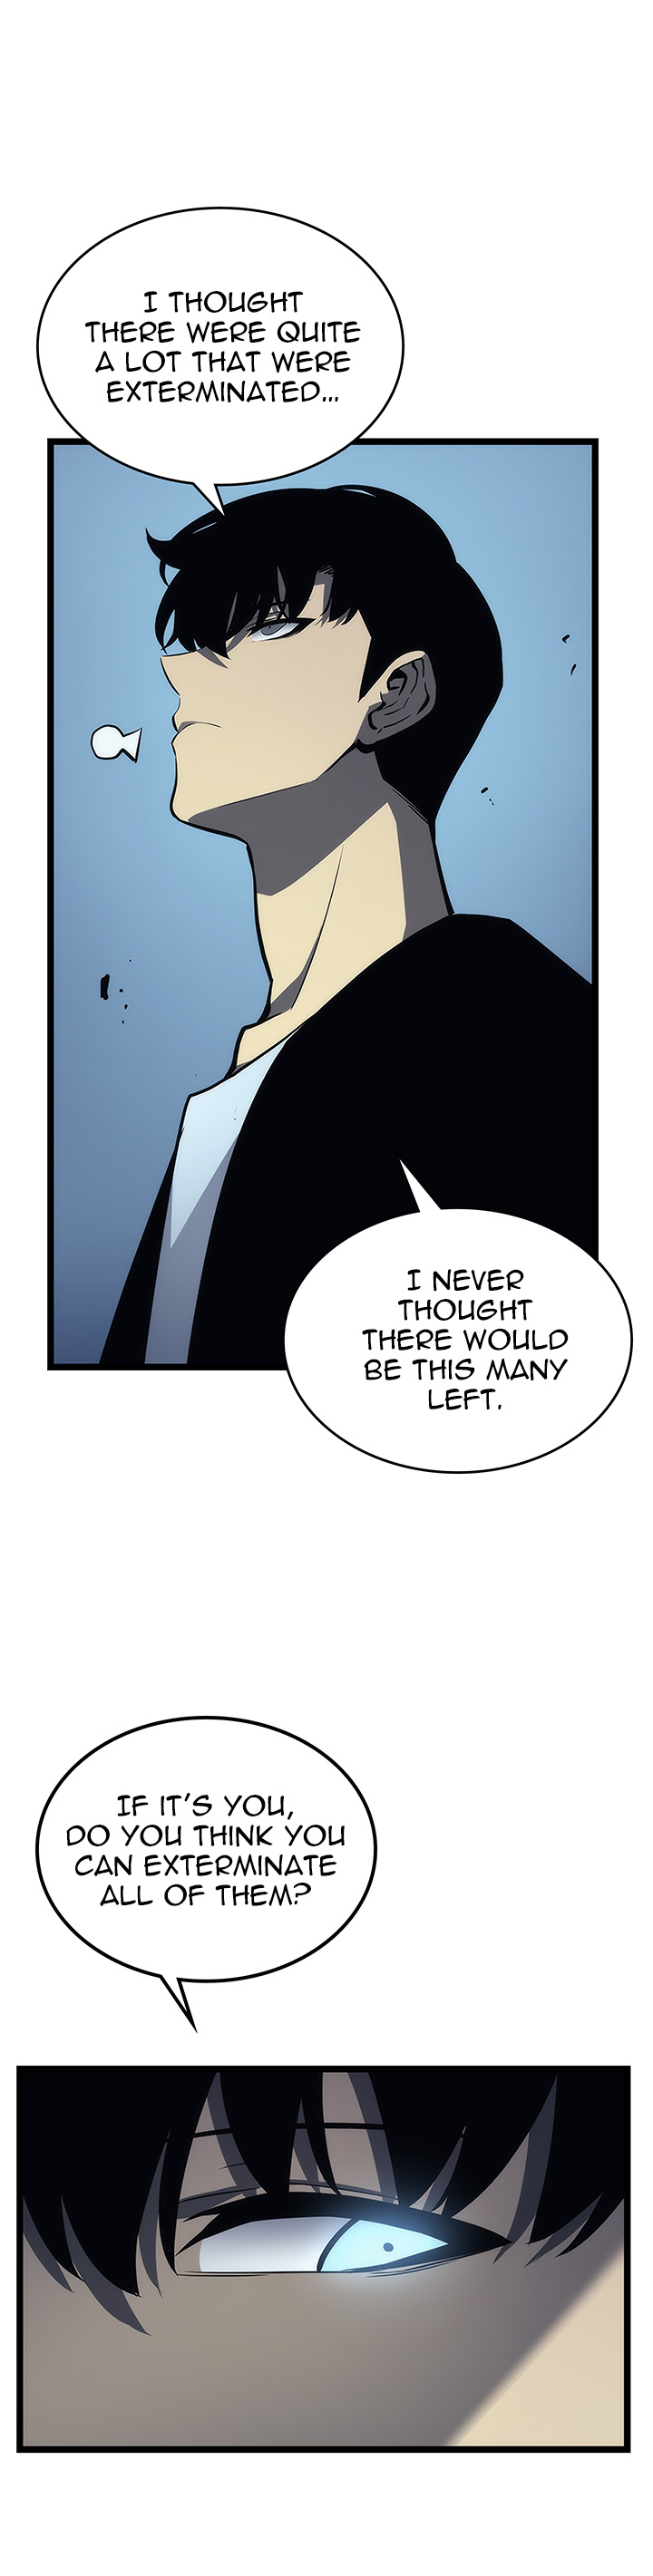 I THOUGHT
THERE WERE QUITE
A LOT THAT WERE
EXTERMINATED...
I NEVER
THOUGHT
THERE WOULD
BE THIS MANY
LEFT.
IF IT'S YOU,
DO YOU THINK YOU
CAN EXTERMINATE
ALL OF THEM?